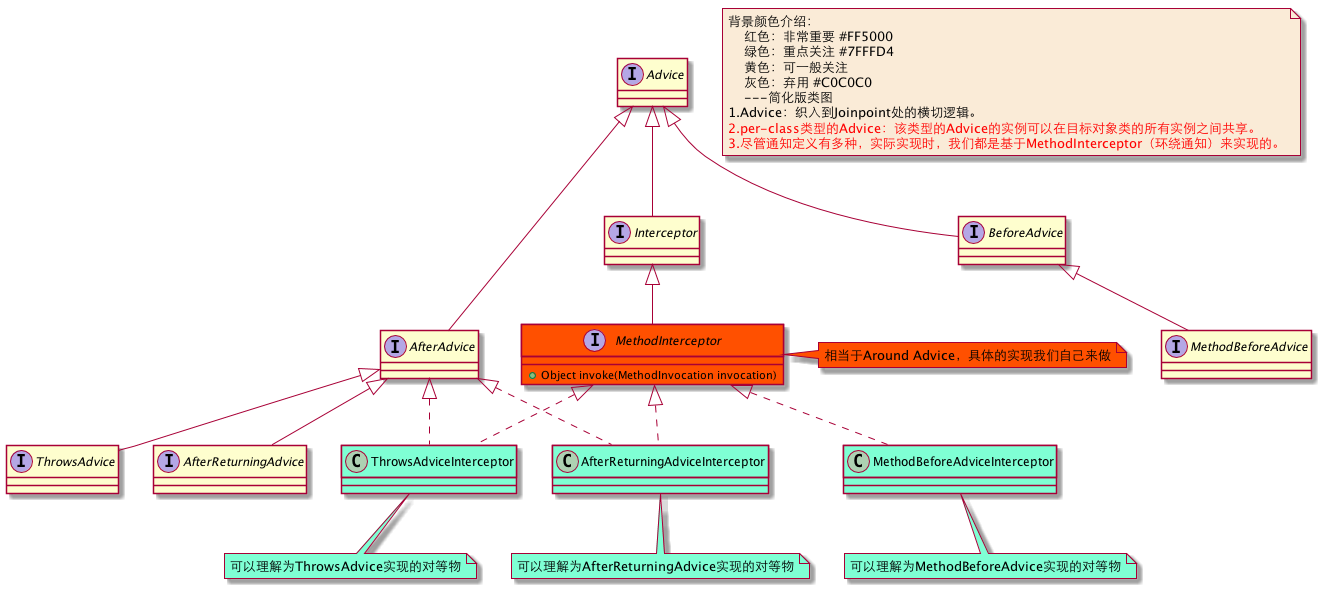 背景颜色介绍：
红色：非常重要 #FF5000
绿色：重点关注 #7FFFD4
黄色：可一般关注
灰色：弃用 #C0C0C0
---简化版类图
1.Advice：织入到Joinpoint处的横切逻辑。
2.per-class类型的Advice：该类型的Advice的实例可以在目标对象类的所有实例之间共享。
3.尽管通知定义有多种，实际实现时，我们都是基于MethodInterceptor（环绕通知）来实现的。
I Advice
I Interceptor
I BeforeAdvice
I AfterAdvice
I MethodInterceptor
Object invoke(MethodInvocation invocation)
相当于Around Advice，具体的实现我们自己来做
I MethodBeforeAdvice
I ThrowsAdvice
I AfterReturningAdvice
C ThrowsAdviceInterceptor
C AfterReturningAdviceInterceptor
C MethodBeforeAdviceInterceptor
可以理解为ThrowsAdvice实现的对等物
可以理解为AfterReturningAdvice实现的对等物
可以理解为MethodBeforeAdvice实现的对等物